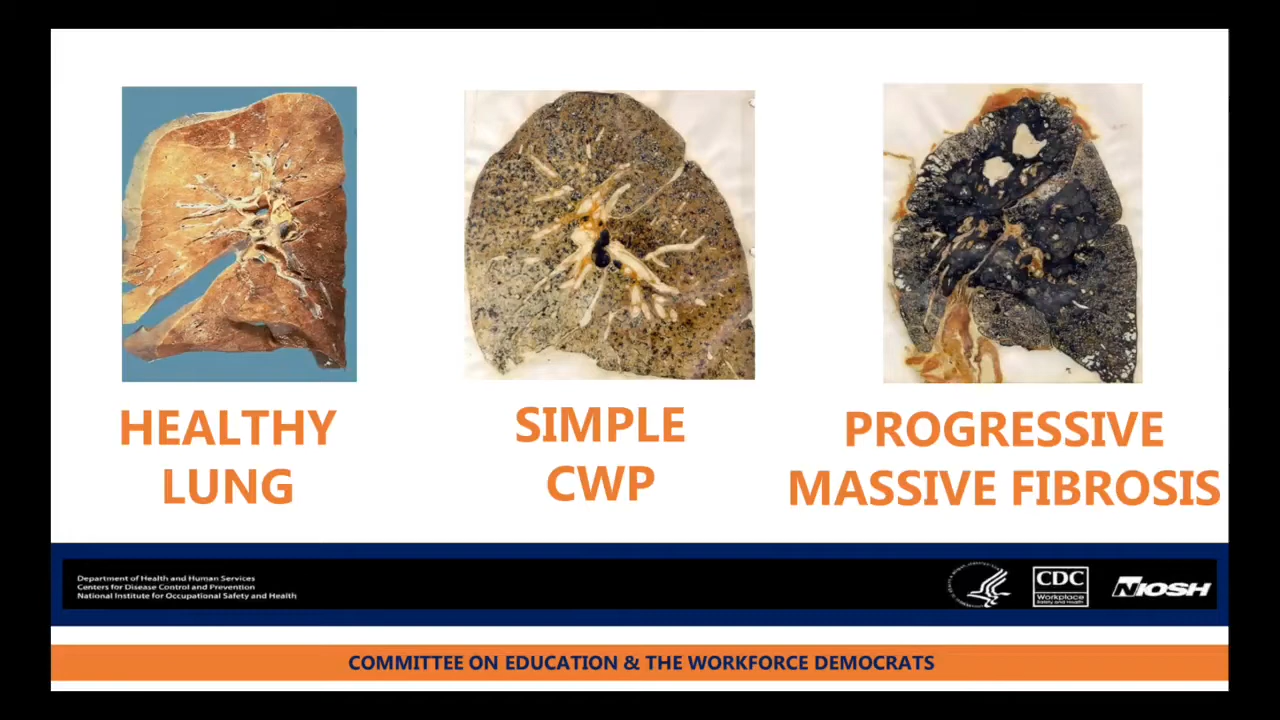 HEALTHY
LUNG
SIMPLE
CWP
PROGRESSIVE
MASSIVE FIBROSIS
Department of Health and Human Services
Centers for Disease Control and Prevention
National Institute for Occupational Safety and Health
CDC
Workplace
Safety and Health
NIOSH
COMMITTEE ON EDUCATION & THE WORKFORCE DEMOCRATS